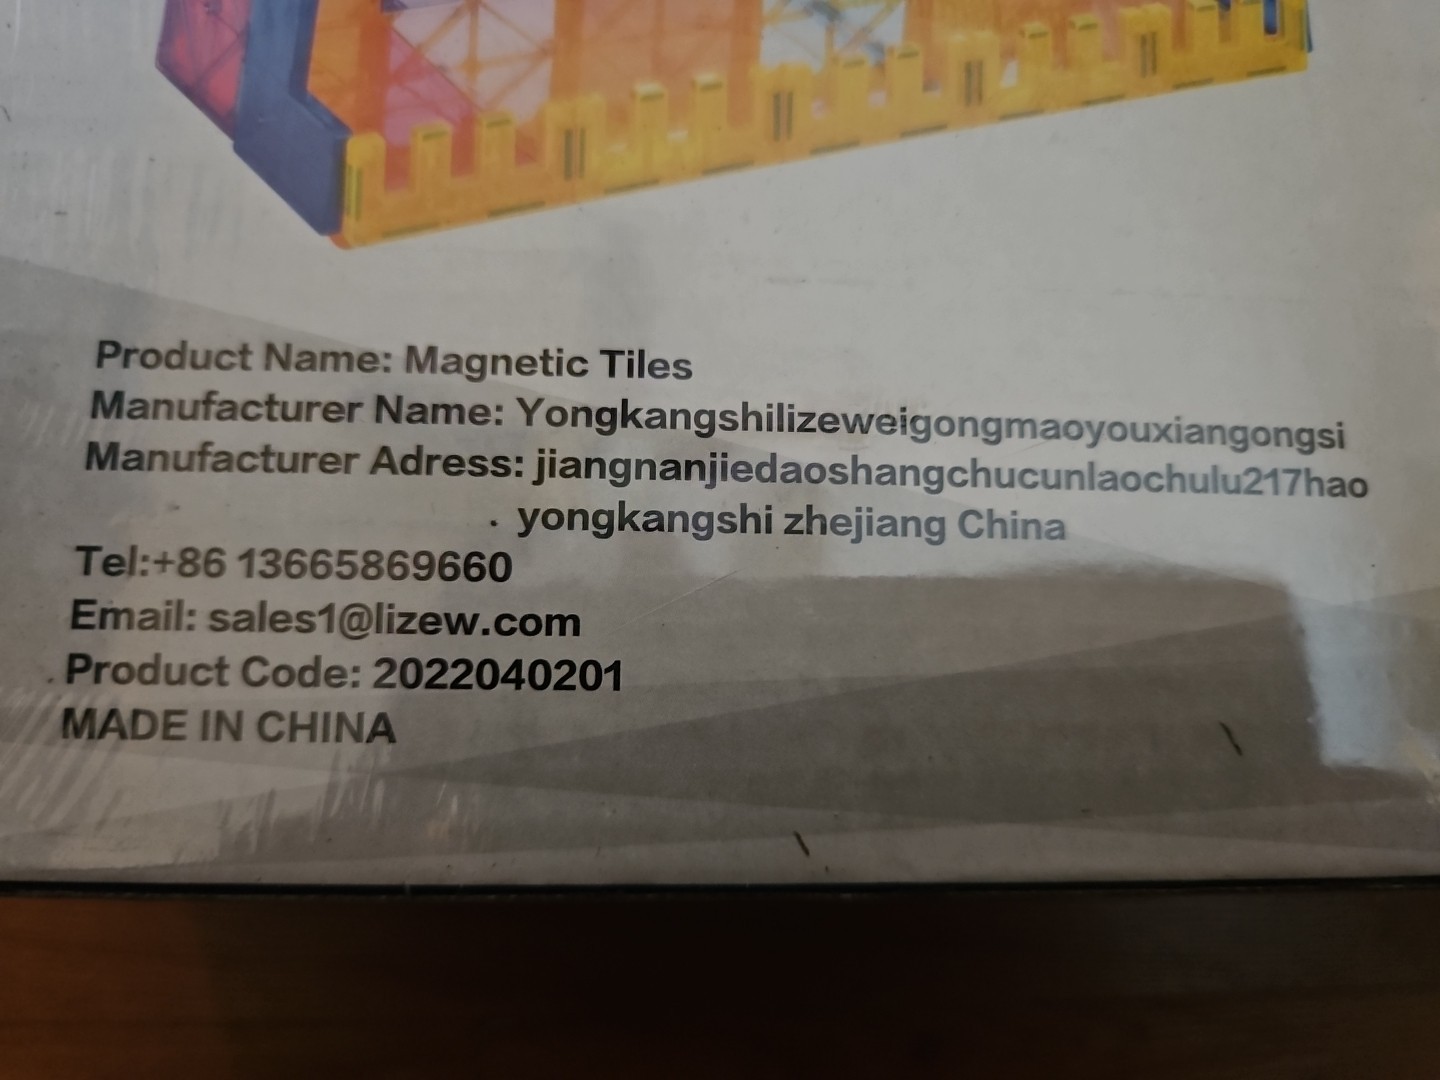 Product Name: Magnetic Tiles
Manufacturer Name: Yongkangshilizeweigongmaoyouxiangongsi
Manufacturer Adress: jiangnanjiedaoshangchucunlaochulu217hao
yongkangshi zhejiang China
Tel:+86 13665869660
Email: sales1@lizew.com
Product Code: 2022040201
MADE IN CHINA